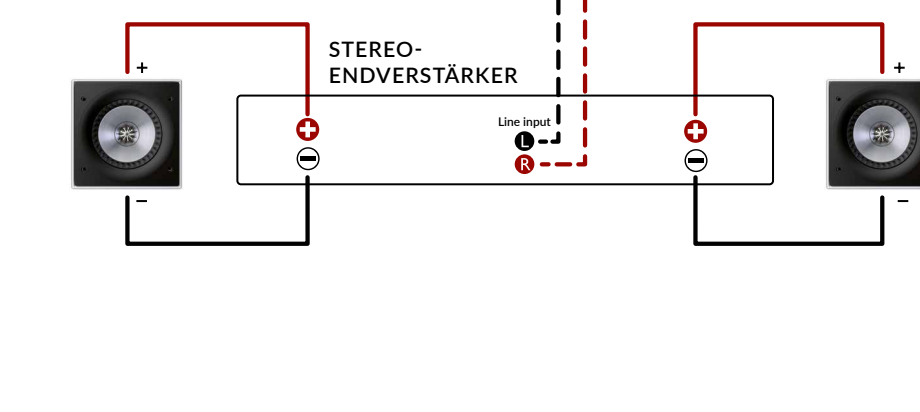 STEREO-
ENDVERSTÄRKER
+
+
Line input
L
R
+
+
−
−
−
−